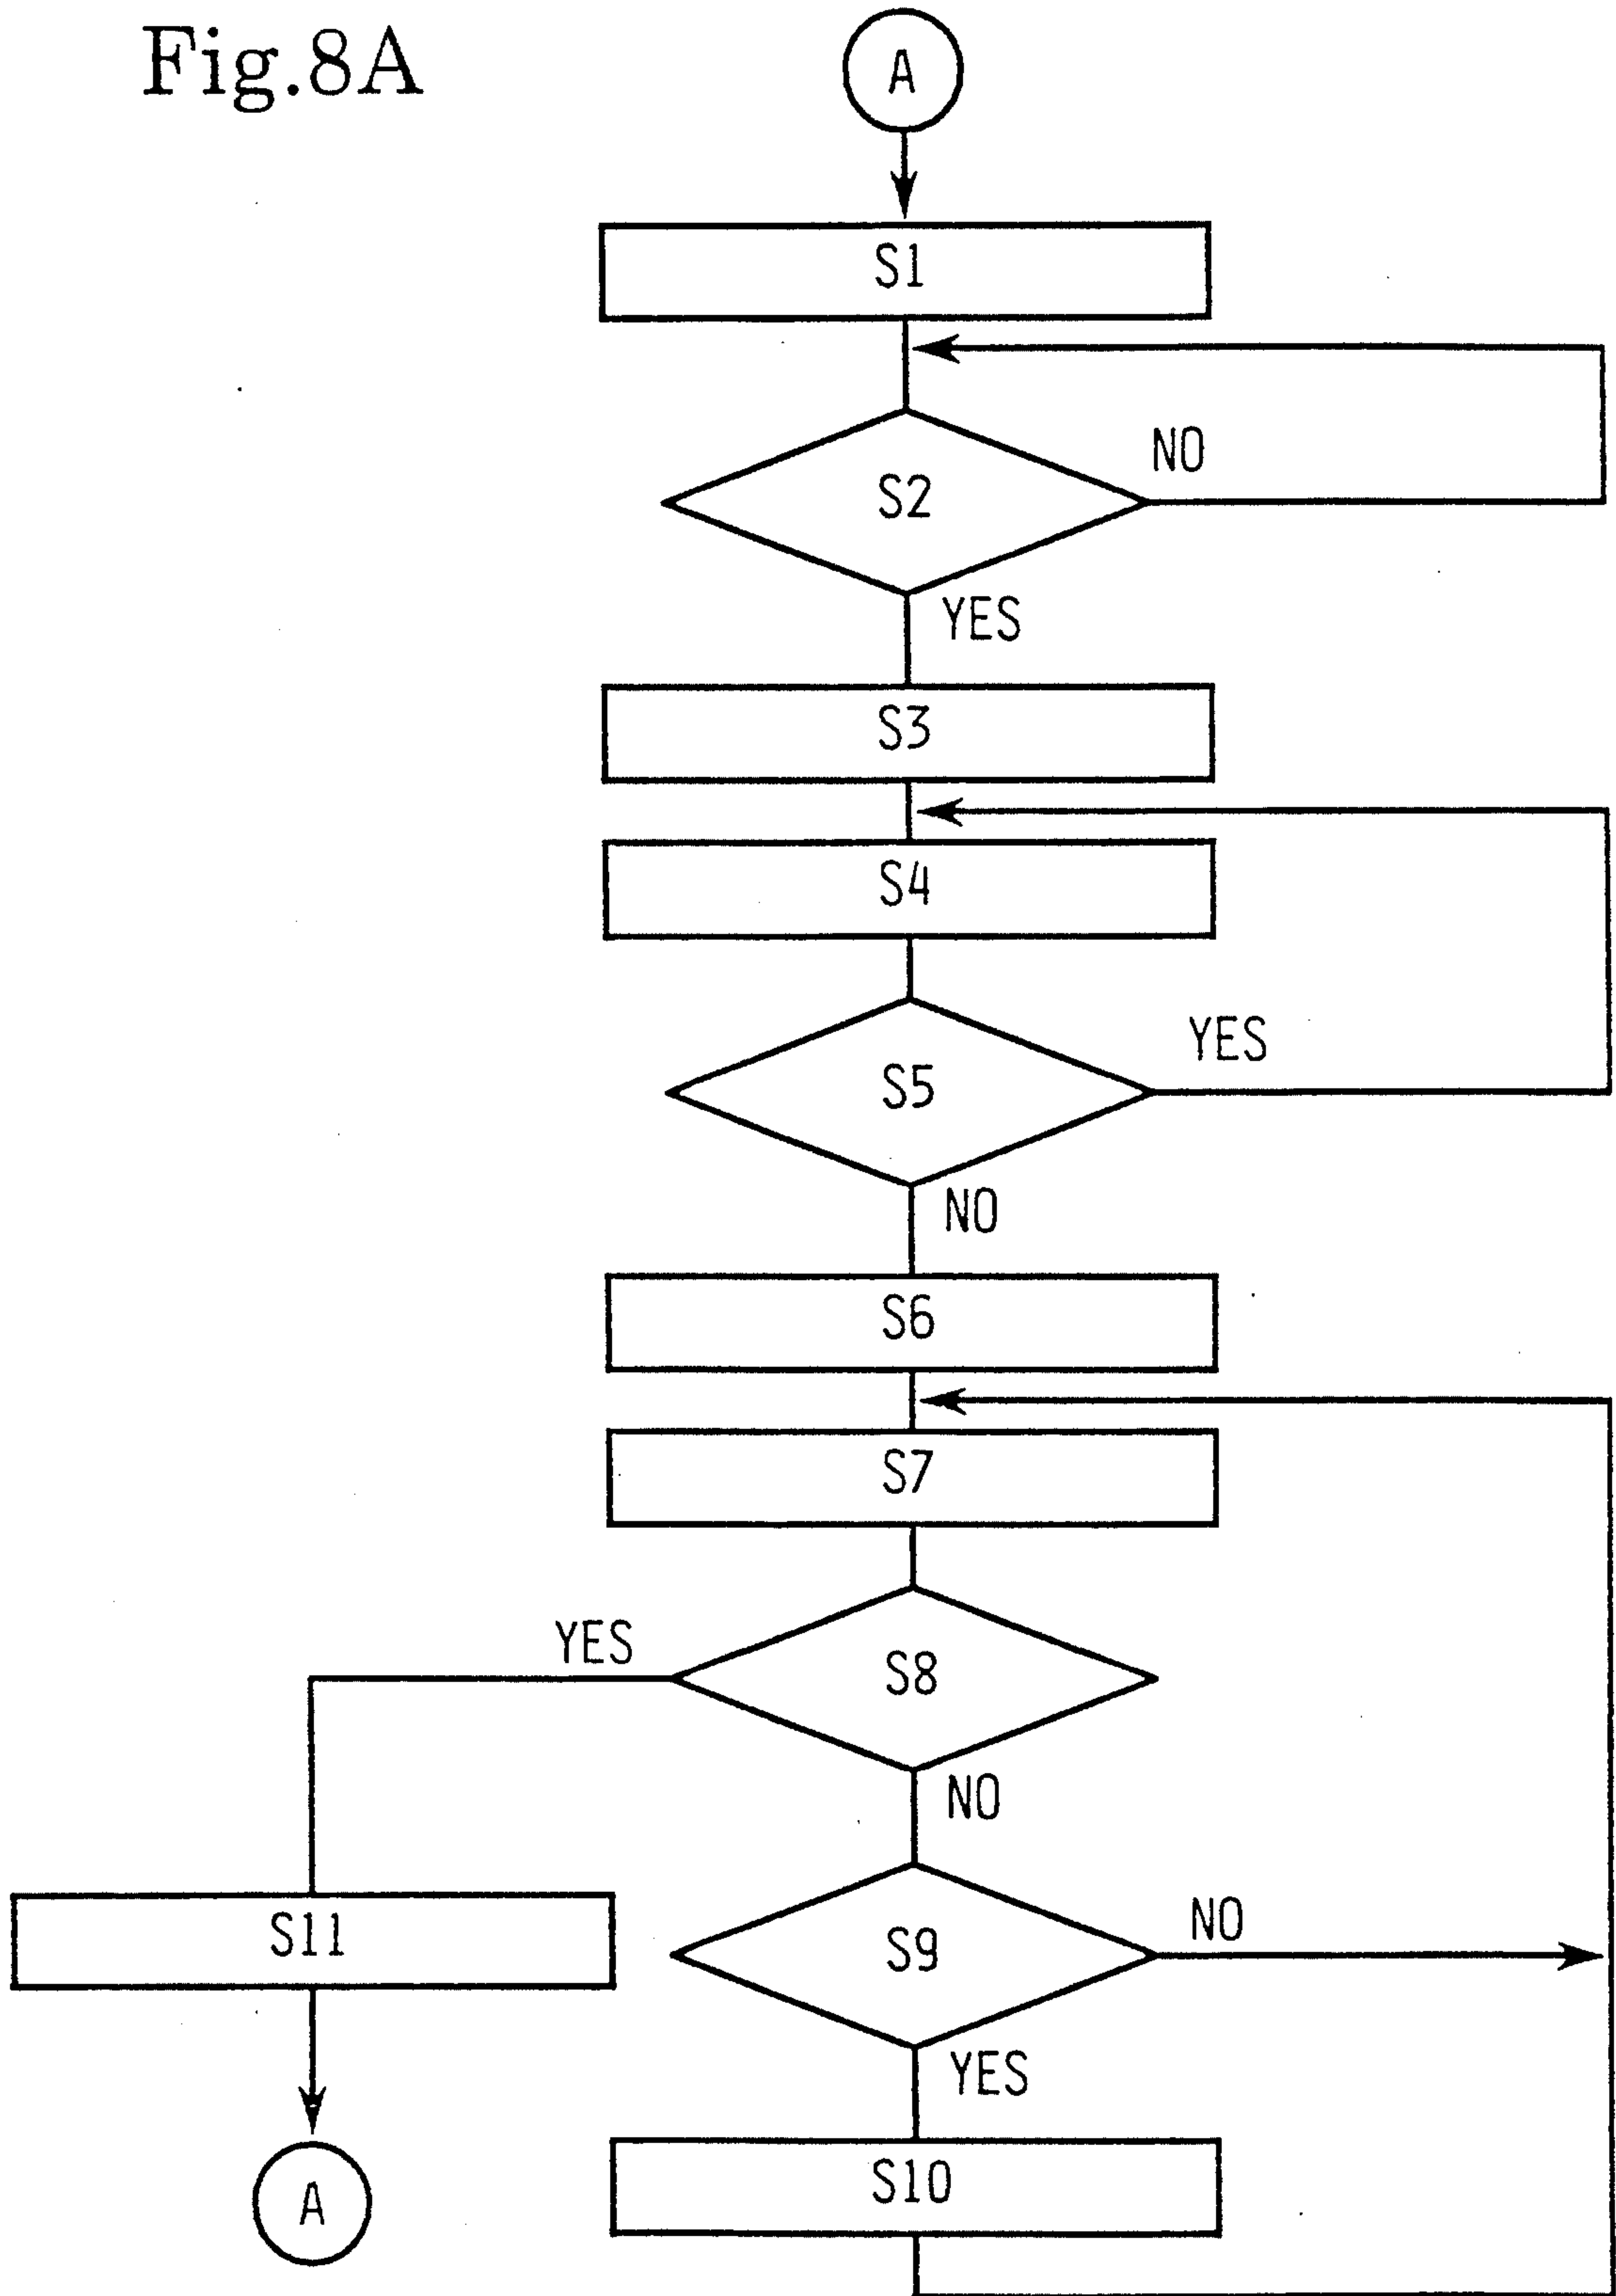 Fig.8A
A
S1
S2
NO
YES
S3
S4
S5
YES
NO
S6
S7
S8
YES
NO
S11
S9
NO
YES
S10
A